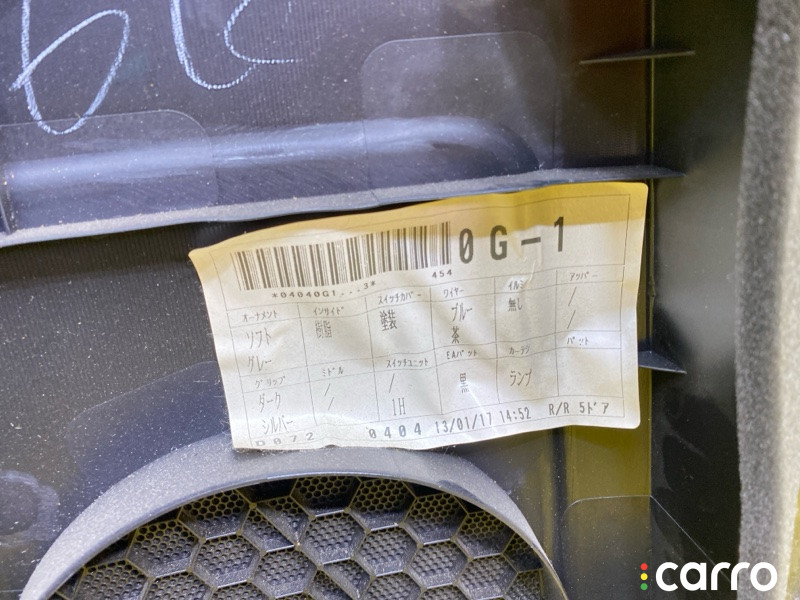 0G-1
454
*04040G1...3*
オーナメント インサイド スイッチカバー ワイヤー イルミ アッパー
ソフト 樹脂 塗装 ブルー 無し /
グレー 茶 /
グリップ ミドル スイッチユニット EAパット カーテン パット
ダーク / / 黒 ランプ
シルバー / 1H
D072 0404 13/01/17 14:52 R/R 5ドア
carro